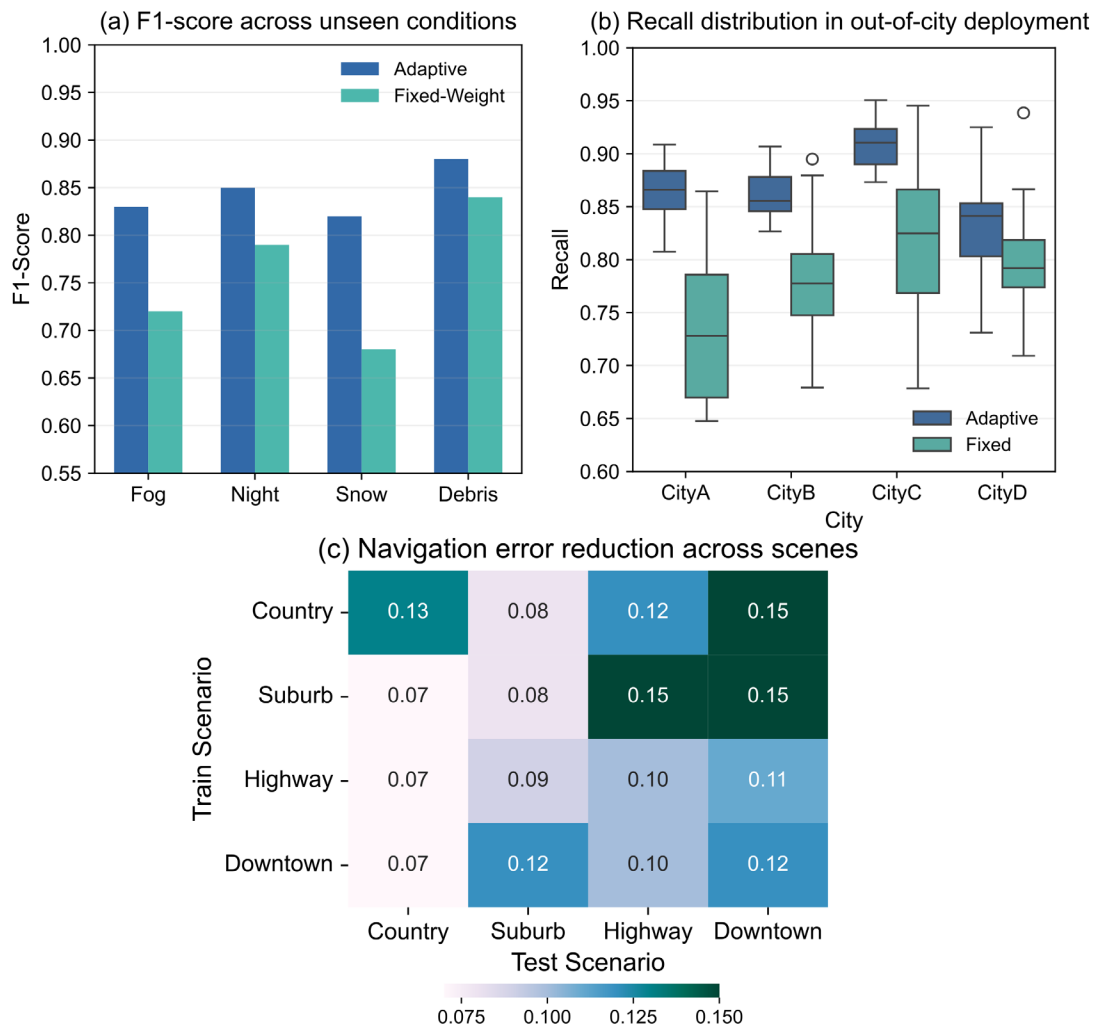 (a) F1-score across unseen conditions
1.00
0.95
0.90
0.85
0.80
0.75
0.70
0.65
0.60
0.55
F1-Score
Adaptive
Fixed-Weight
Fog Night Snow Debris
(b) Recall distribution in out-of-city deployment
1.00
0.95
0.90
0.85
0.80
0.75
0.70
0.65
0.60
Recall
Adaptive
Fixed
CityA CityB CityC CityD
City
(c) Navigation error reduction across scenes
Train Scenario
Country 0.13 0.08 0.12 0.15
Suburb 0.07 0.08 0.15 0.15
Highway 0.07 0.09 0.10 0.11
Downtown 0.07 0.12 0.10 0.12
Country Suburb Highway Downtown
Test Scenario
0.075 0.100 0.125 0.150